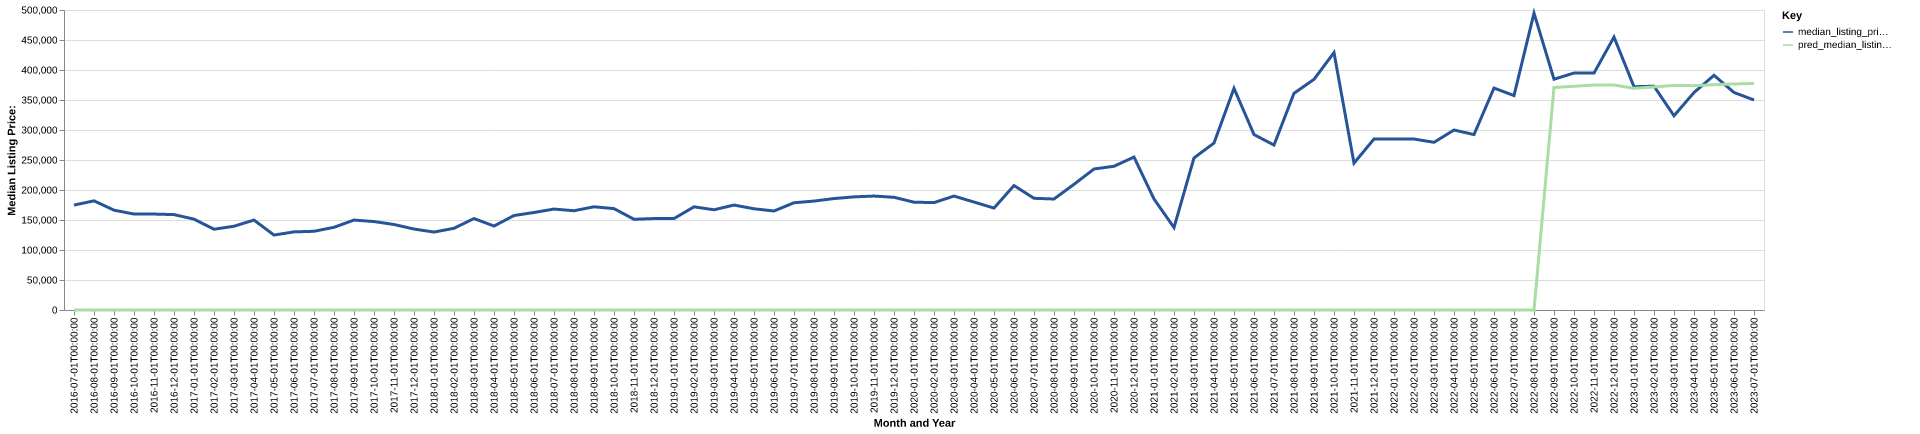 500,000
450,000
400,000
350,000
300,000
250,000
200,000
150,000
100,000
50,000
0
Median Listing Price:
2016-07-01T00:00:00
2016-08-01T00:00:00
2016-09-01T00:00:00
2016-10-01T00:00:00
2016-11-01T00:00:00
2016-12-01T00:00:00
2017-01-01T00:00:00
2017-02-01T00:00:00
2017-03-01T00:00:00
2017-04-01T00:00:00
2017-05-01T00:00:00
2017-06-01T00:00:00
2017-07-01T00:00:00
2017-08-01T00:00:00
2017-09-01T00:00:00
2017-10-01T00:00:00
2017-11-01T00:00:00
2017-12-01T00:00:00
2018-01-01T00:00:00
2018-02-01T00:00:00
2018-03-01T00:00:00
2018-04-01T00:00:00
2018-05-01T00:00:00
2018-06-01T00:00:00
2018-07-01T00:00:00
2018-08-01T00:00:00
2018-09-01T00:00:00
2018-10-01T00:00:00
2018-11-01T00:00:00
2018-12-01T00:00:00
2019-01-01T00:00:00
2019-02-01T00:00:00
2019-03-01T00:00:00
2019-04-01T00:00:00
2019-05-01T00:00:00
2019-06-01T00:00:00
2019-07-01T00:00:00
2019-08-01T00:00:00
2019-09-01T00:00:00
2019-10-01T00:00:00
2019-11-01T00:00:00
2019-12-01T00:00:00
2020-01-01T00:00:00
2020-02-01T00:00:00
2020-03-01T00:00:00
2020-04-01T00:00:00
2020-05-01T00:00:00
2020-06-01T00:00:00
2020-07-01T00:00:00
2020-08-01T00:00:00
2020-09-01T00:00:00
2020-10-01T00:00:00
2020-11-01T00:00:00
2020-12-01T00:00:00
2021-01-01T00:00:00
2021-02-01T00:00:00
2021-03-01T00:00:00
2021-04-01T00:00:00
2021-05-01T00:00:00
2021-06-01T00:00:00
2021-07-01T00:00:00
2021-08-01T00:00:00
2021-09-01T00:00:00
2021-10-01T00:00:00
2021-11-01T00:00:00
2021-12-01T00:00:00
2022-01-01T00:00:00
2022-02-01T00:00:00
2022-03-01T00:00:00
2022-04-01T00:00:00
2022-05-01T00:00:00
2022-06-01T00:00:00
2022-07-01T00:00:00
2022-08-01T00:00:00
2022-09-01T00:00:00
2022-10-01T00:00:00
2022-11-01T00:00:00
2022-12-01T00:00:00
2023-01-01T00:00:00
2023-02-01T00:00:00
2023-03-01T00:00:00
2023-04-01T00:00:00
2023-05-01T00:00:00
2023-06-01T00:00:00
2023-07-01T00:00:00
Month and Year
Key
median_listing_pri…
pred_median_listin…